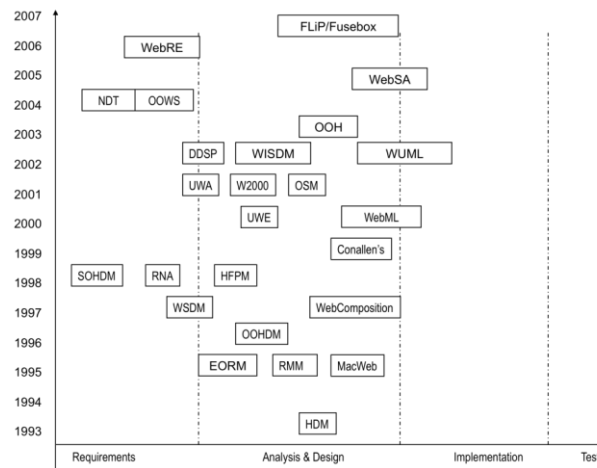 2007
FLiP/Fusebox
2006
WebRE
2005
WebSA
2004
NDT OOWS
2003
OOH
2002
DDSP WISDM WUML
2001
UWA W2000 OSM
2000
UWE WebML
1999
Conallen's
1998
SOHDM RNA HFPM
1997
WSDM WebComposition
1996
OOHDM
1995
EORM RMM MacWeb
1994
1993
HDM
Requirements Analysis & Design Implementation Tes